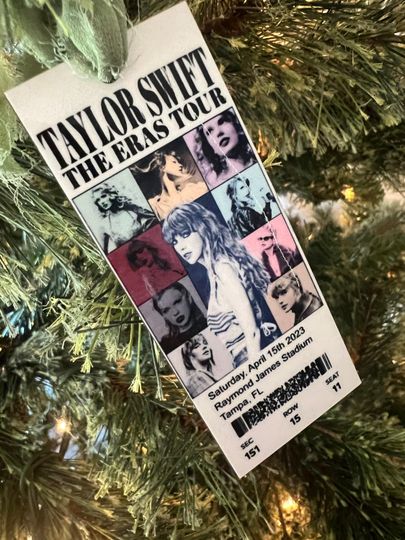 TAYLOR SWIFT
THE ERAS TOUR
Saturday, April 15th 2023
Raymond James Stadium
Tampa, FL
SEC ROW SEAT
151 15 11